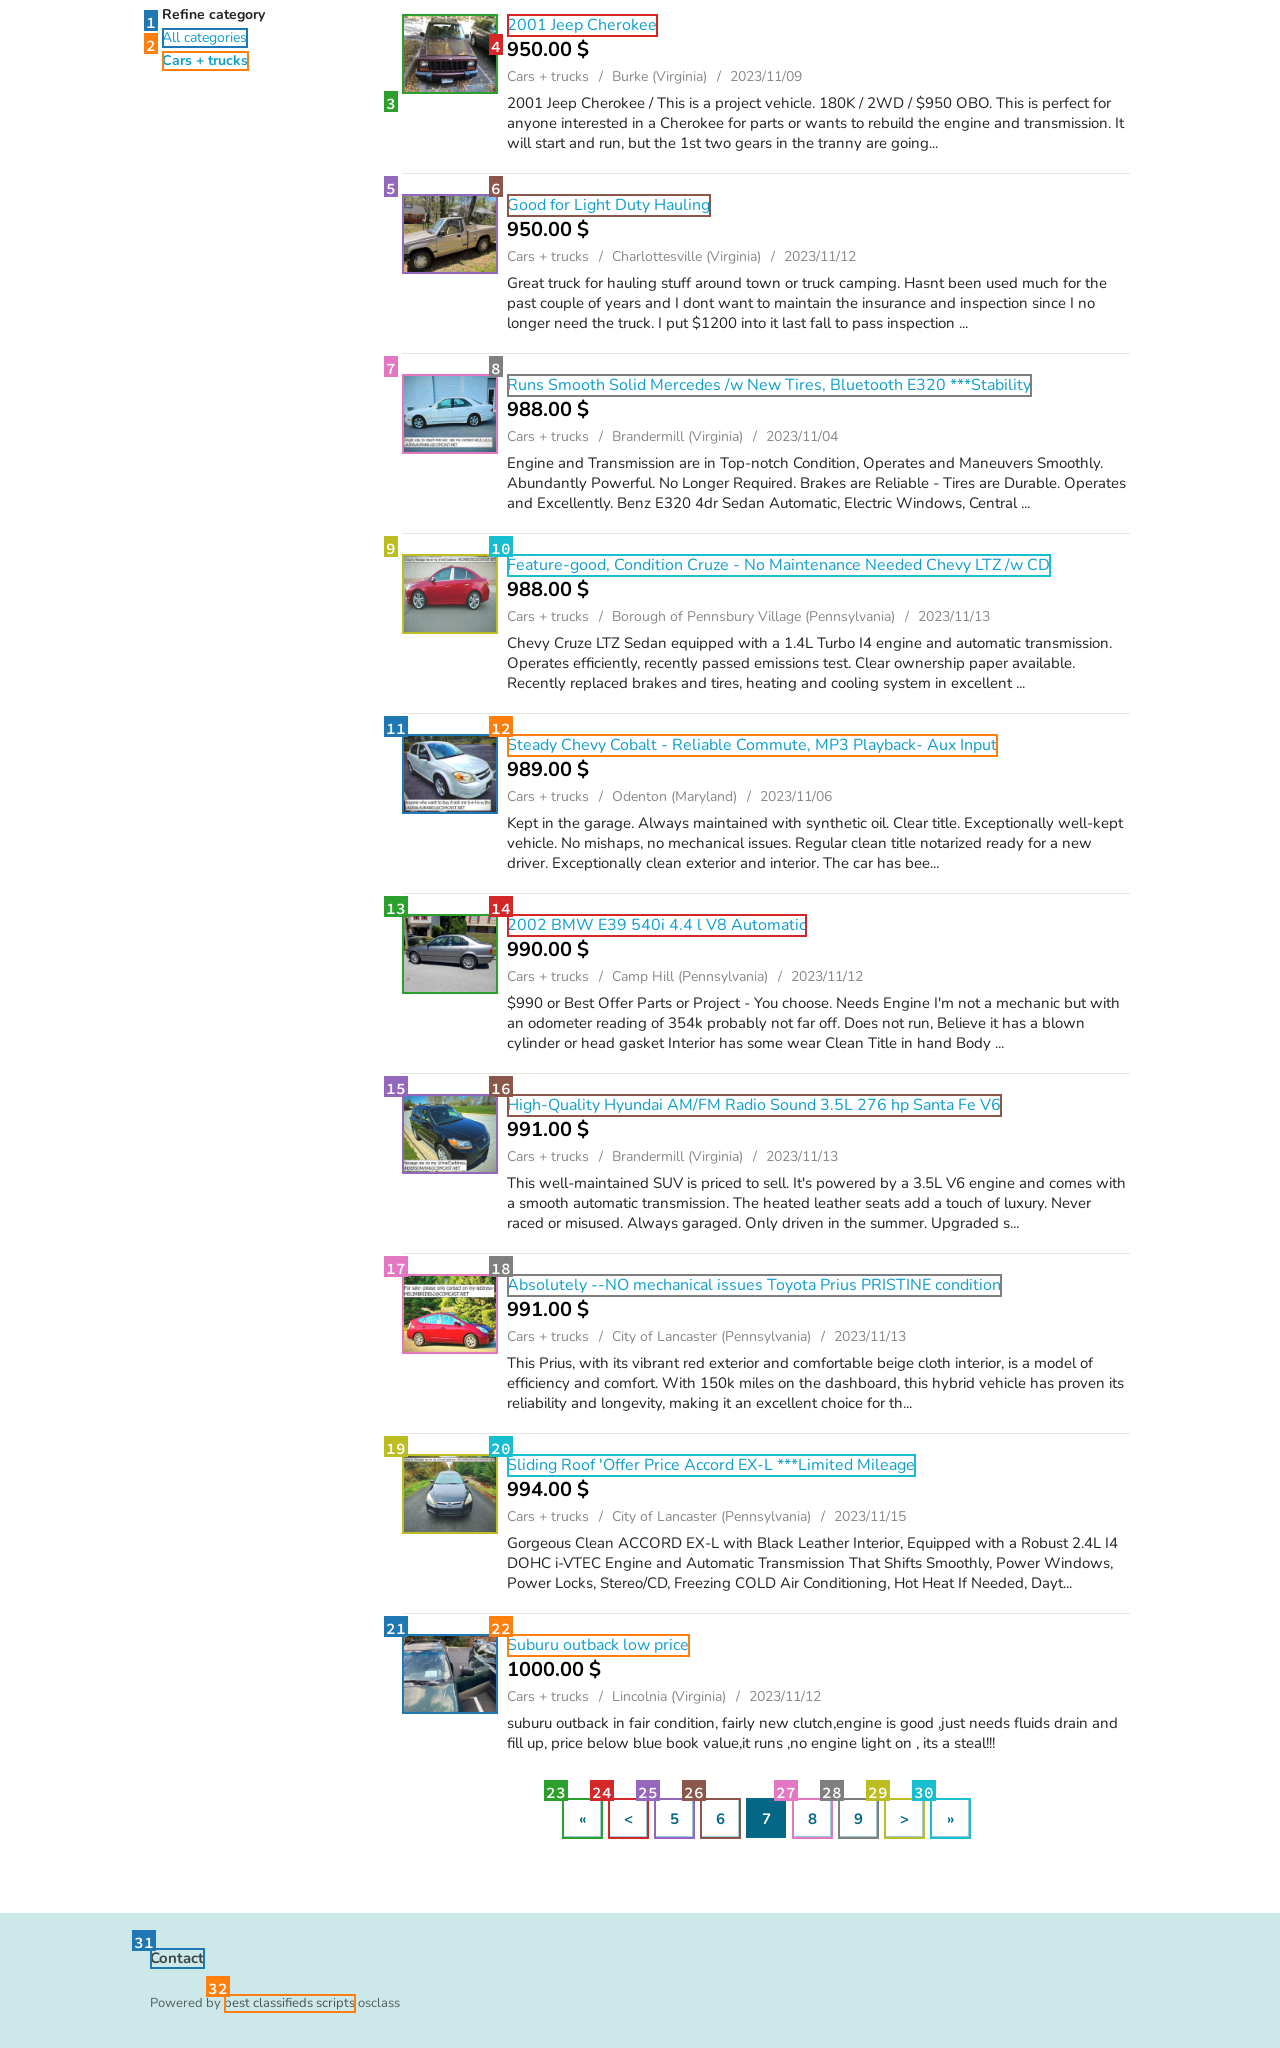 1
Refine category
All categories
2
Cars + trucks
3
4
2001 Jeep Cherokee
950.00 $
Cars + trucks / Burke (Virginia) / 2023/11/09
2001 Jeep Cherokee / This is a project vehicle. 180K / 2WD / $950 OBO. This is perfect for
anyone interested in a Cherokee for parts or wants to rebuild the engine and transmission. It
will start and run, but the 1st two gears in the tranny are going...
5
6
Good for Light Duty Hauling
950.00 $
Cars + trucks / Charlottesville (Virginia) / 2023/11/12
Great truck for hauling stuff around town or truck camping. Hasnt been used much for the
past couple of years and I dont want to maintain the insurance and inspection since I no
longer need the truck. I put $1200 into it last fall to pass inspection ...
7
8
Runs Smooth Solid Mercedes /w New Tires, Bluetooth E320 ***Stability
988.00 $
Cars + trucks / Brandermill (Virginia) / 2023/11/04
Engine and Transmission are in Top-notch Condition, Operates and Maneuvers Smoothly.
Abundantly Powerful. No Longer Required. Brakes are Reliable - Tires are Durable. Operates
and Excellently. Benz E320 4dr Sedan Automatic, Electric Windows, Central ...
9
10
Feature-good, Condition Cruze - No Maintenance Needed Chevy LTZ /w CD
988.00 $
Cars + trucks / Borough of Pennsbury Village (Pennsylvania) / 2023/11/13
Chevy Cruze LTZ Sedan equipped with a 1.4L Turbo I4 engine and automatic transmission.
Operates efficiently, recently passed emissions test. Clear ownership paper available.
Recently replaced brakes and tires, heating and cooling system in excellent ...
11
12
Steady Chevy Cobalt - Reliable Commute, MP3 Playback- Aux Input
989.00 $
Cars + trucks / Odenton (Maryland) / 2023/11/06
Kept in the garage. Always maintained with synthetic oil. Clear title. Exceptionally well-kept
vehicle. No mishaps, no mechanical issues. Regular clean title notarized ready for a new
driver. Exceptionally clean exterior and interior. The car has bee...
13
14
2002 BMW E39 540i 4.4 l V8 Automatic
990.00 $
Cars + trucks / Camp Hill (Pennsylvania) / 2023/11/12
$990 or Best Offer Parts or Project - You choose. Needs Engine I'm not a mechanic but with
an odometer reading of 354k probably not far off. Does not run, Believe it has a blown
cylinder or head gasket Interior has some wear Clean Title in hand Body ...
15
16
High-Quality Hyundai AM/FM Radio Sound 3.5L 276 hp Santa Fe V6
991.00 $
Cars + trucks / Brandermill (Virginia) / 2023/11/13
This well-maintained SUV is priced to sell. It's powered by a 3.5L V6 engine and comes with
a smooth automatic transmission. The heated leather seats add a touch of luxury. Never
raced or misused. Always garaged. Only driven in the summer. Upgraded s...
17
18
Absolutely --NO mechanical issues Toyota Prius PRISTINE condition
991.00 $
Cars + trucks / City of Lancaster (Pennsylvania) / 2023/11/13
This Prius, with its vibrant red exterior and comfortable beige cloth interior, is a model of
efficiency and comfort. With 150k miles on the dashboard, this hybrid vehicle has proven its
reliability and longevity, making it an excellent choice for th...
19
20
Sliding Roof 'Offer Price Accord EX-L ***Limited Mileage
994.00 $
Cars + trucks / City of Lancaster (Pennsylvania) / 2023/11/15
Gorgeous Clean ACCORD EX-L with Black Leather Interior, Equipped with a Robust 2.4L I4
DOHC i-VTEC Engine and Automatic Transmission That Shifts Smoothly, Power Windows,
Power Locks, Stereo/CD, Freezing COLD Air Conditioning, Hot Heat If Needed, Dayt...
21
22
Suburu outback low price
1000.00 $
Cars + trucks / Lincolnia (Virginia) / 2023/11/12
suburu outback in fair condition, fairly new clutch,engine is good ,just needs fluids drain and
fill up, price below blue book value,it runs ,no engine light on , its a steal!!!
23 24 25 26 27 28 29 30
« < 5 6 7 8 9 > »
31
Contact
32
Powered by best classifieds scripts osclass